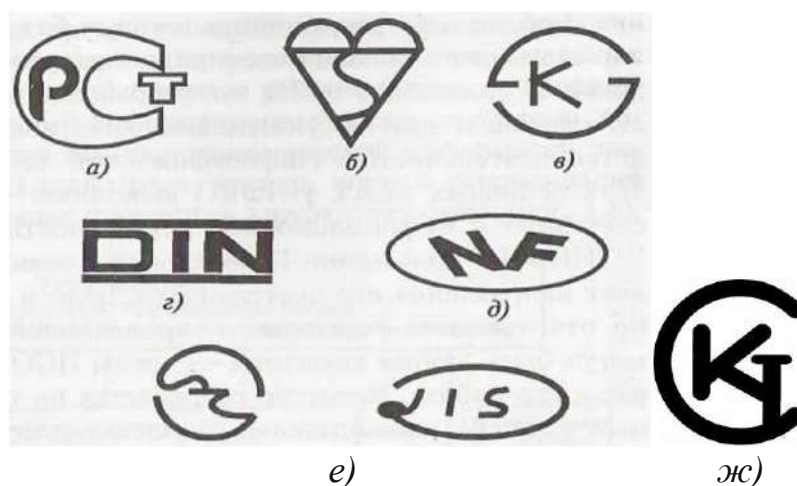 РСТ
а) б) в)
DIN NF
г) д)
JIS
е) ж)